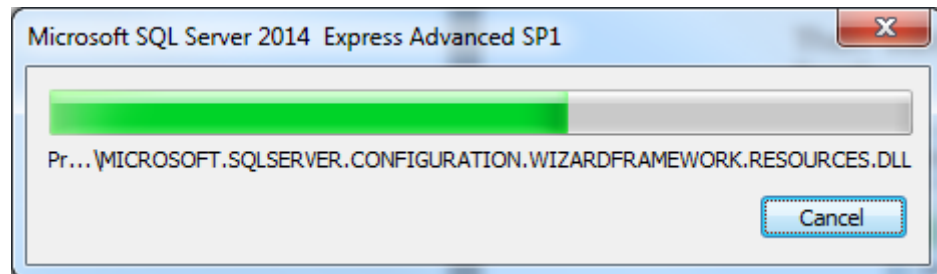 Microsoft SQL Server 2014 Express Advanced SP1
Pr...\MICROSOFT.SQLSERVER.CONFIGURATION.WIZARDFRAMEWORK.RESOURCES.DLL
Cancel